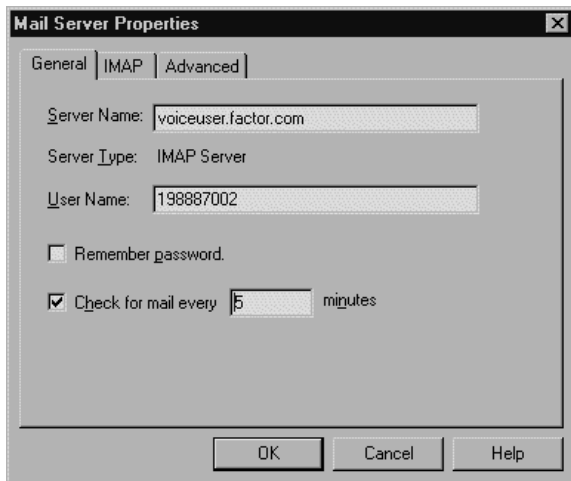 Mail Server Properties
General IMAP Advanced
Server Name: voiceuser.factor.com
Server Type: IMAP Server
User Name: 198887002
Remember password.
Check for mail every 5 minutes
OK Cancel Help